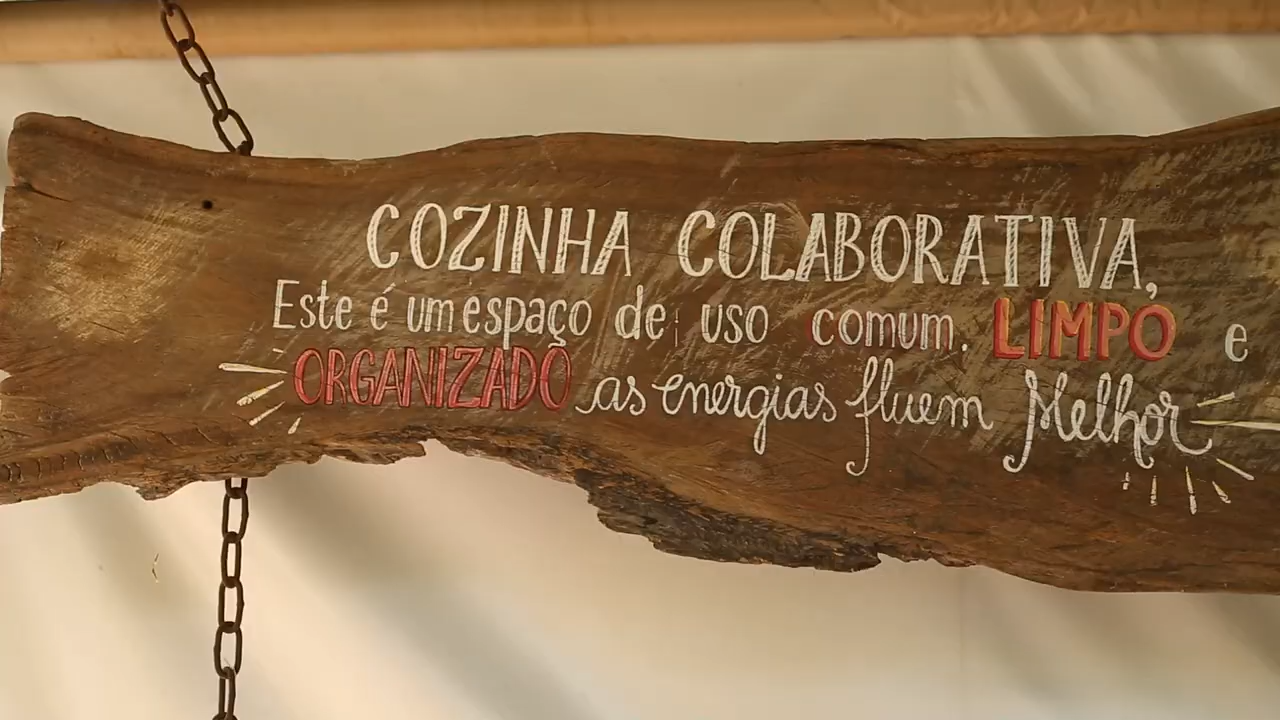 COZINHA COLABORATIVA,
Este é um espaço de uso comum. LIMPO e
ORGANIZADO as energias fluem Melhor